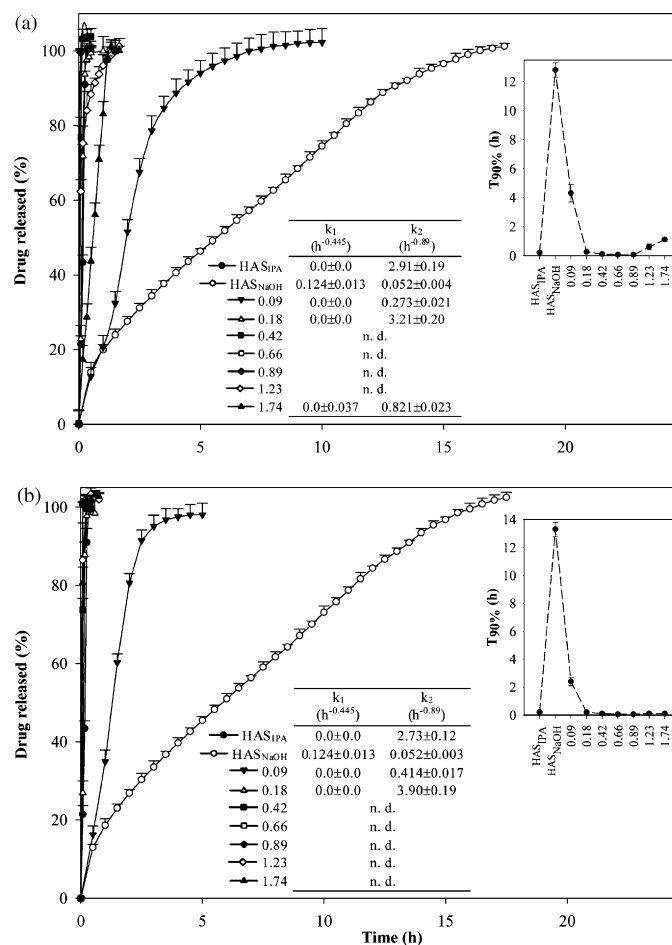 (a)
Drug released (%)
100
80
60
40
20
0
0 5 10 15 20
k1 k2
(h-0.445) (h-0.89)
HASIPA 0.0±0.0 2.91±0.19
HASNaOH 0.124±0.013 0.052±0.004
0.09 0.0±0.0 0.273±0.021
0.18 0.0±0.0 3.21±0.20
0.42 n. d.
0.66
0.89 n. d.
1.23 n. d.
1.74 0.0±0.037 0.821±0.023
T90% (h)
12
10
8
6
4
2
0
HASIPA
HASNaOH
0.09
0.18
0.42
0.66
0.89
1.23
1.74
(b)
Drug released (%)
100
80
60
40
20
0
0 5 10 15 20
Time (h)
k1 k2
(h-0.445) (h-0.89)
HASIPA 0.0±0.0 2.73±0.12
HASNaOH 0.124±0.013 0.052±0.003
0.09 0.0±0.0 0.414±0.017
0.18 0.0±0.0 3.90±0.19
0.42 n. d.
0.66 n. d.
0.89 n. d.
1.23 n. d.
1.74 n. d.
T90% (h)
14
12
10
8
6
4
2
0
HASIPA
HASNaOH
0.09
0.18
0.42
0.66
0.89
1.23
1.74